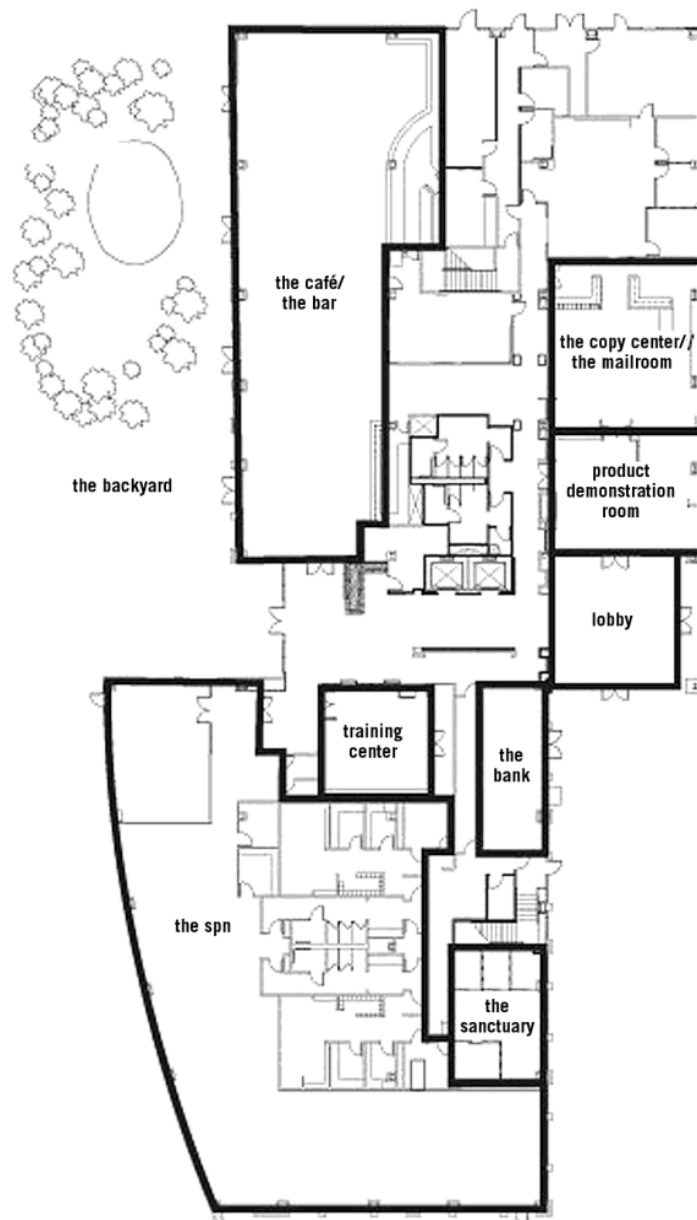 the café/
the bar
the copy center//
the mailroom
the backyard
product
demonstration
room
lobby
training
center
the
bank
the spn
the
sanctuary